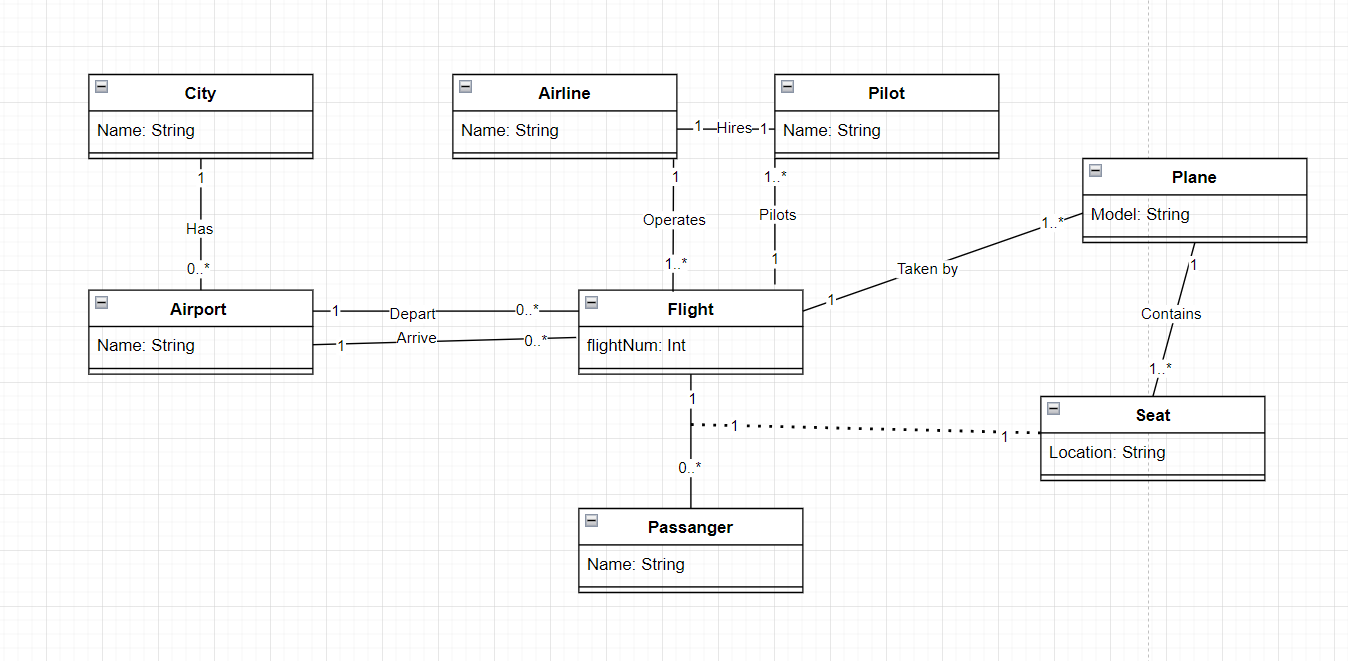 City
Name: String
Airline
Name: String
1 Hires 1
Pilot
Name: String
Plane
Model: String
1
Has
0..*
1
Operates
1..*
1..*
Pilots
1
1..*
Taken by
1
1
Contains
1..*
Airport
Name: String
1 Depart 0..*
1 Arrive 0..*
Flight
flightNum: Int
1
1 1
0..*
Seat
Location: String
Passanger
Name: String